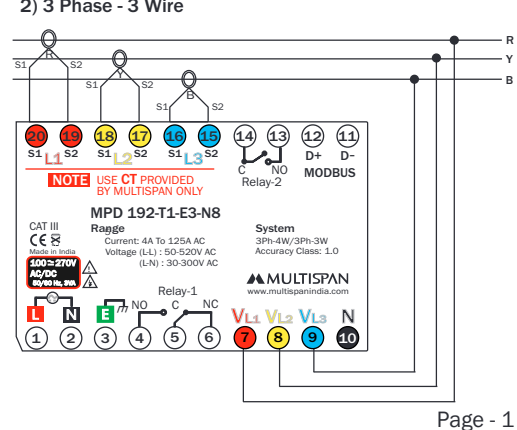 2) 3 Phase - 3 Wire
R
Y
B
S1 R S2
S1 Y S2
S1 B S2
20 19 18 17 16 15 14 13 12 11
S1 L1 S2 S1 L2 S2 S1 L3 S2 C NO D+ D-
Relay-2 MODBUS
NOTE USE CT PROVIDED
BY MULTISPAN ONLY
MPD 192-T1-E3-N8
CAT III
CE
Made in India
100 ≅ 270V
AC/DC
50/60 Hz, 3VA
Range
Current: 4A To 125A AC
Voltage (L-L) : 50-520V AC
(L-N) : 30-300V AC
System
3Ph-4W/3Ph-3W
Accuracy Class: 1.0
MULTISPAN
www.multispanindia.com
Relay-1
L N E NO C NC VL1 VL2 VL3 N
1 2 3 4 5 6 7 8 9 10
Page - 1